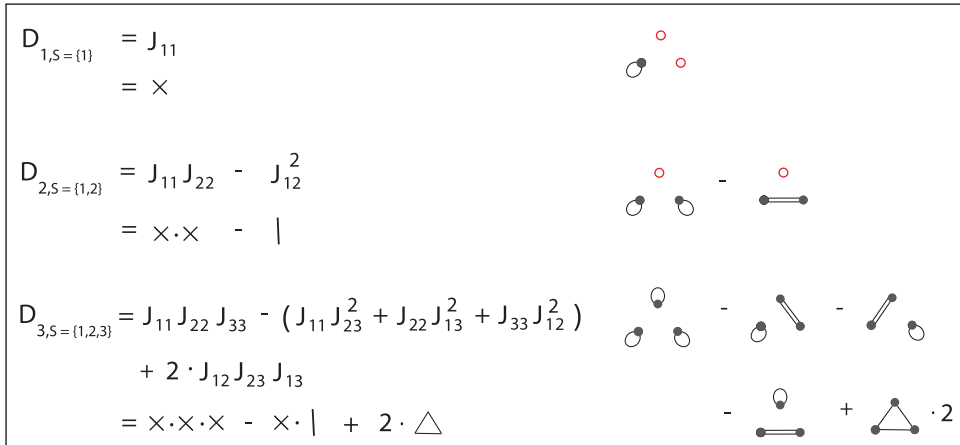 D₁,S = {1} = J₁₁
= ×
D₂,S = {1,2} = J₁₁ J₂₂ - J₁₂²
-
= ×·× - |
D₃,S = {1,2,3} = J₁₁ J₂₂ J₃₃ - ( J₁₁ J₂₃² + J₂₂ J₁₃² + J₃₃ J₁₂² )
- -
+ 2 · J₁₂ J₂₃ J₁₃
= ×·×·× - ×·| + 2 · △
- + · 2